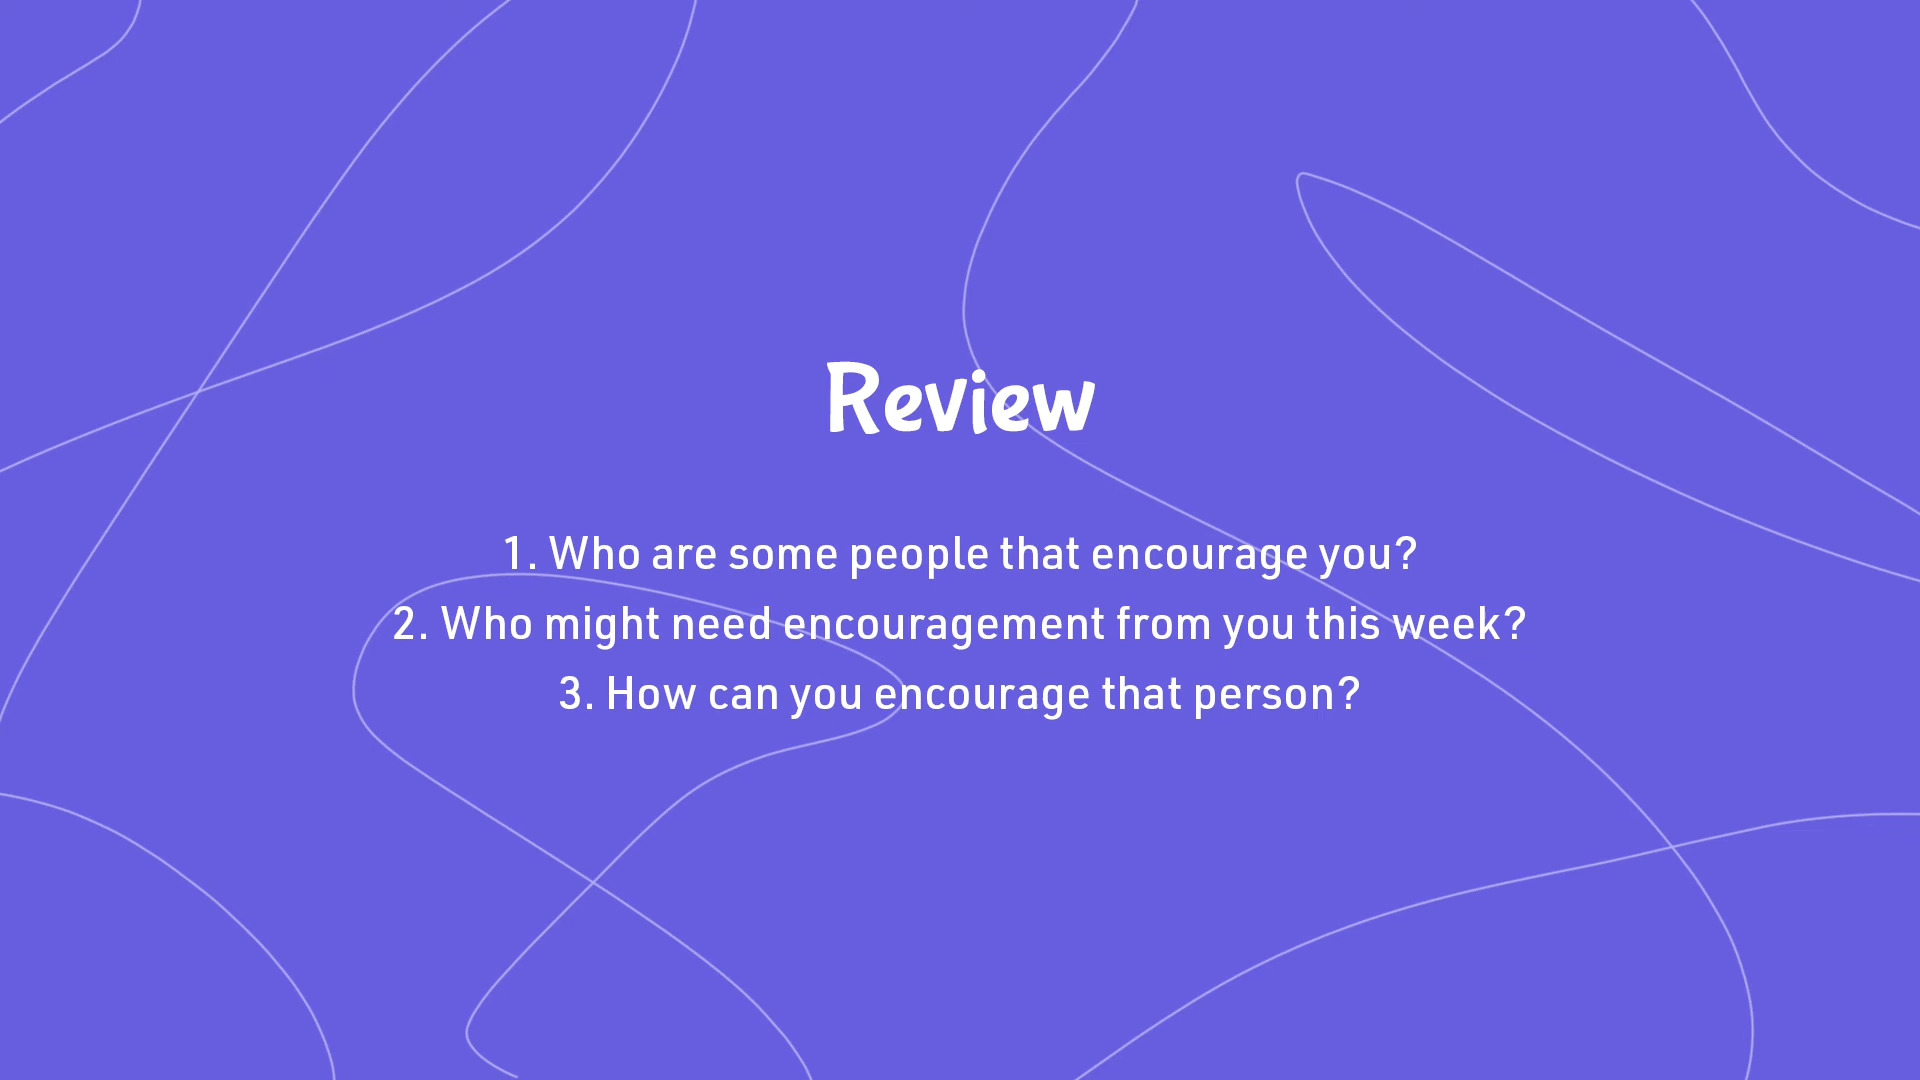 Review
1. Who are some people that encourage you?
2. Who might need encouragement from you this week?
3. How can you encourage that person?